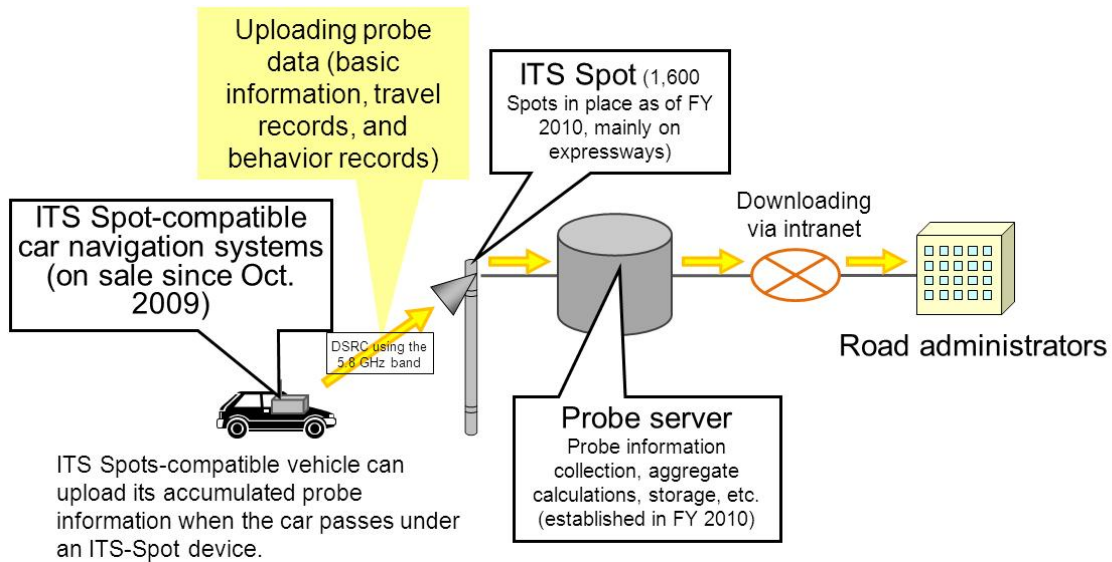 Uploading probe
data (basic
information, travel
records, and
behavior records)
ITS Spot (1,600
Spots in place as of FY
2010, mainly on
expressways)
ITS Spot-compatible
car navigation systems
(on sale since Oct.
2009)
Downloading
via intranet
DSRC using the
5.8 GHz band
Road administrators
Probe server
Probe information
collection, aggregate
calculations, storage, etc.
(established in FY 2010)
ITS Spots-compatible vehicle can
upload its accumulated probe
information when the car passes under
an ITS-Spot device.